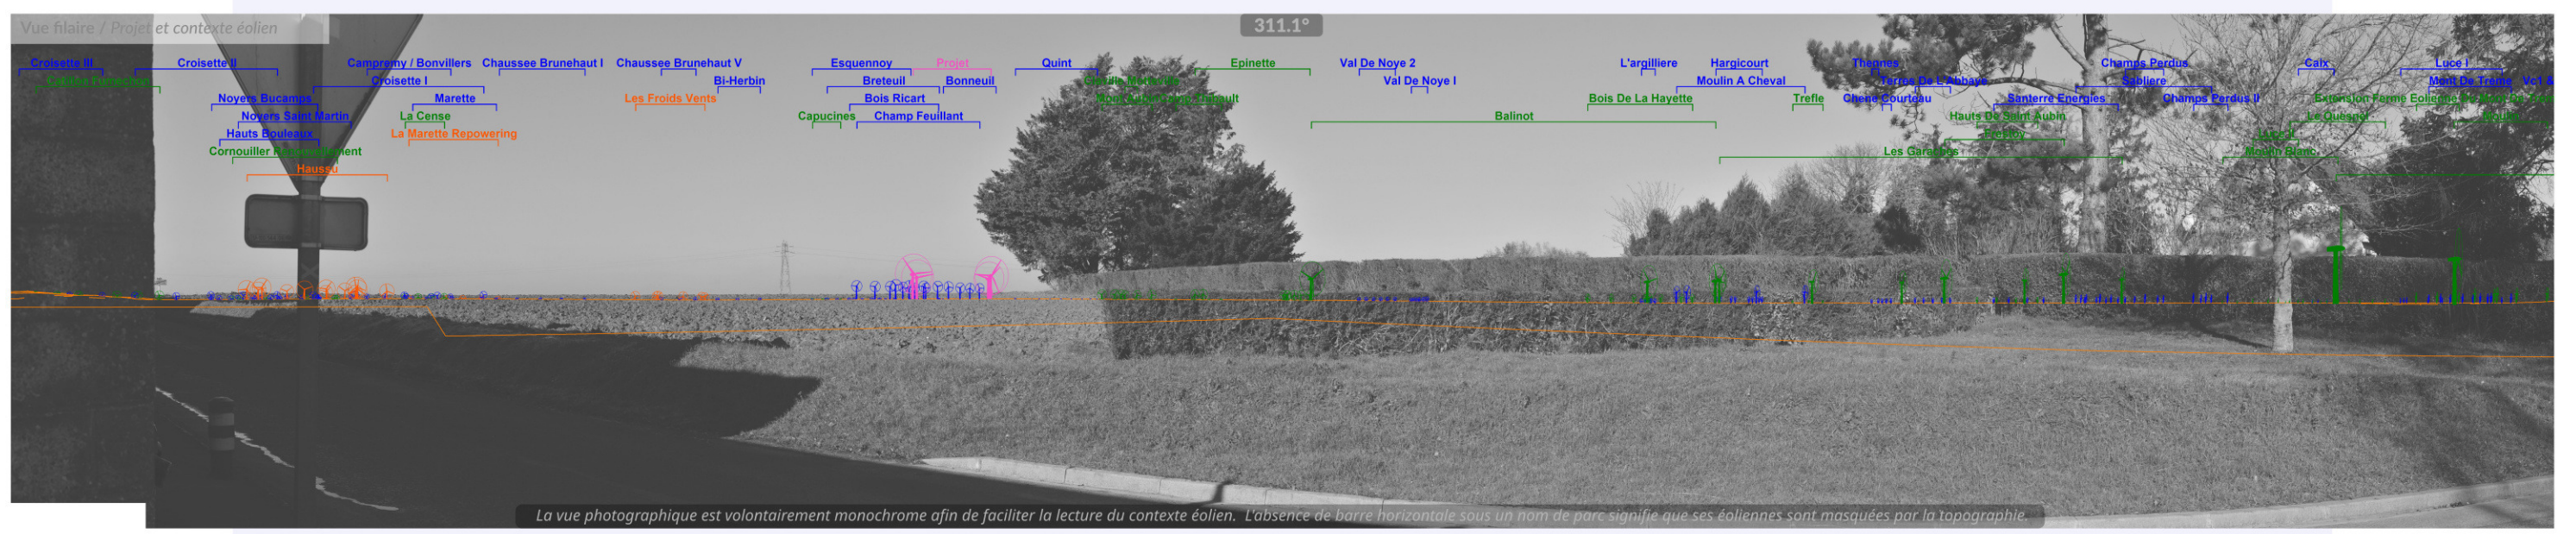 Vue filaire / Projet et contexte éolien
311.1°
Croisette III
Croisette II
Campremy / Bonvillers
Chaussee Brunehaut I
Chaussee Brunehaut V
Esquennoy
Projet
Quint
Epinette
Val De Noye 2
L'argilliere
Hargicourt
Thennes
Champs Perdus
Caix
Luce I
Croisette I
Bi-Herbin
Breteuil
Bonneuil
Val De Noye I
Moulin A Cheval
Terres De L'Abbaye
Sabliere
Mont De Treme
Noyers Bucamps
Marette
Les Froids Vents
Bois Ricart
Bois De La Hayette
Trefle
Chene Courteau
Santerre Energies
Champs Perdus II
Noyers Saint Martin
La Cense
Capucines
Champ Feuillant
Balinot
Hauts De Saint Aubin
Le Quesnel
Hauts Bouleaux
La Marette Repowering
Cornouiller
Les Garaches
Moulin Blanc
Haussu
La vue photographique est volontairement monochrome afin de faciliter la lecture du contexte éolien. L'absence de barre horizontale sous un nom de parc signifie que ses éoliennes sont masquées par la topographie.